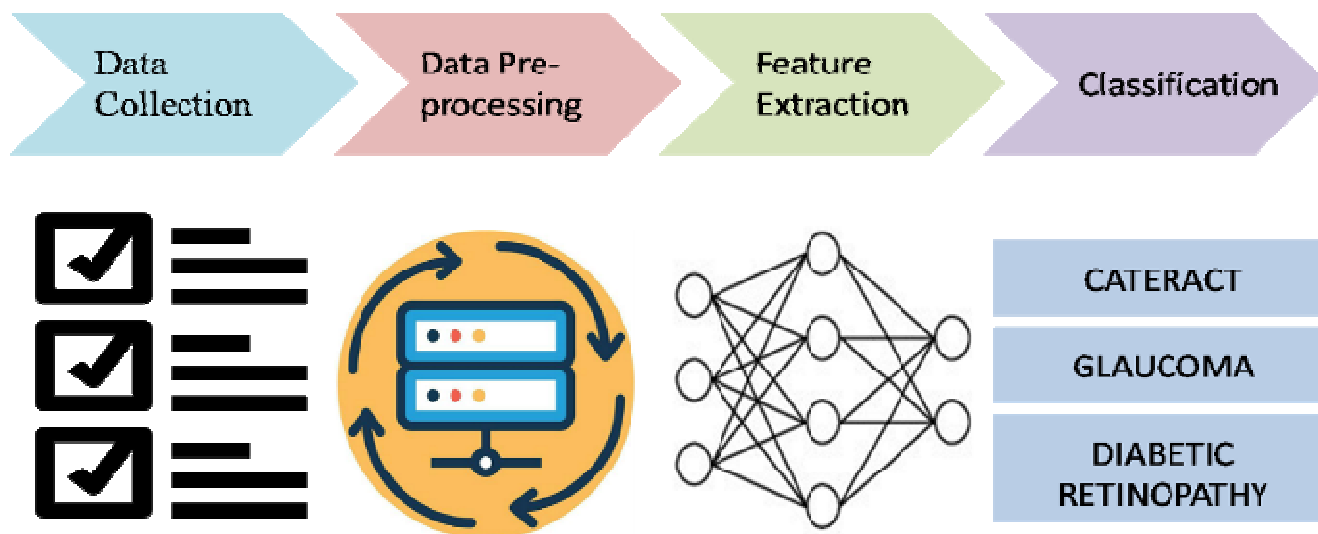 Data
Collection
Data Pre-
processing
Feature
Extraction
Classification
CATERACT
GLAUCOMA
DIABETIC
RETINOPATHY